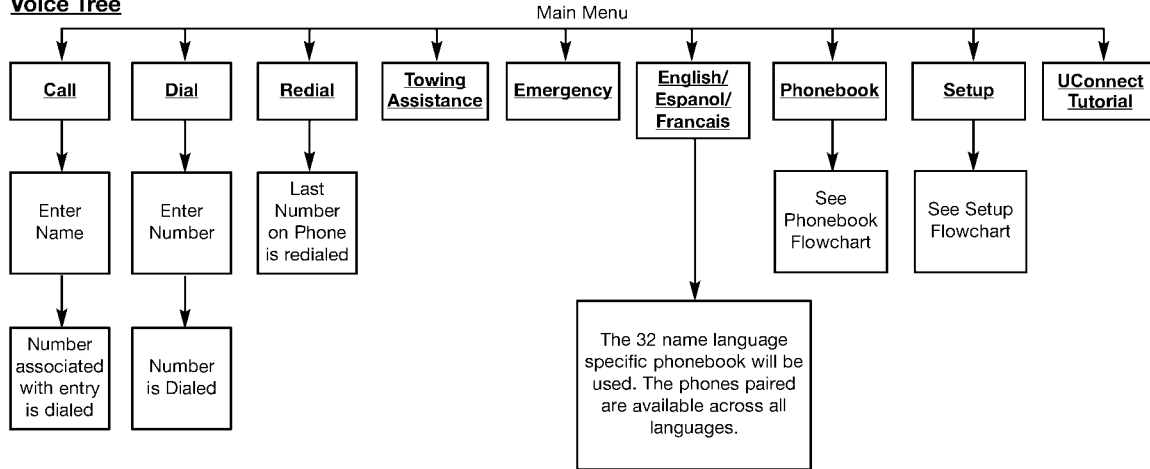 Voice Tree
Main Menu
Call
Dial
Redial
Towing
Assistance
Emergency
English/
Espanol/
Francais
Phonebook
Setup
UConnect
Tutorial
Enter
Name
Enter
Number
Last
Number
on Phone
is redialed
See
Phonebook
Flowchart
See Setup
Flowchart
Number
associated
with entry
is dialed
Number
is Dialed
The 32 name language
specific phonebook will be
used. The phones paired
are available across all
languages.